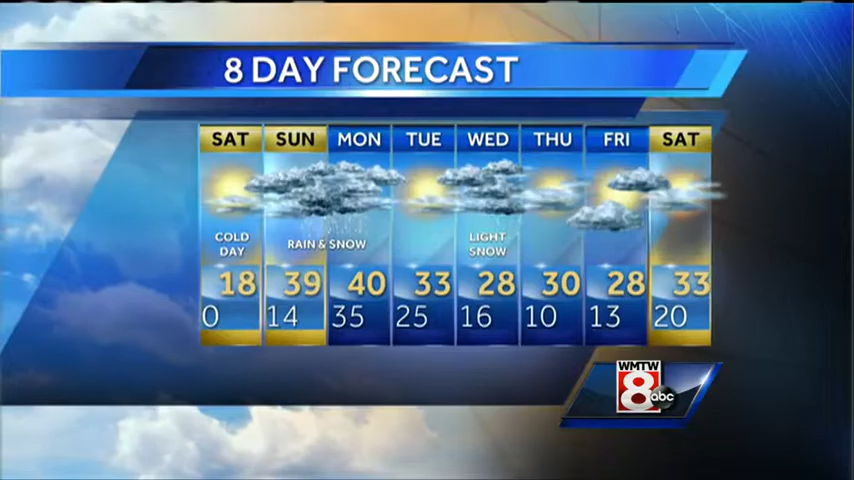 8 DAY FORECAST
SAT SUN MON TUE WED THU FRI SAT
COLD DAY
RAIN & SNOW
LIGHT SNOW
18 39 40 33 28 30 28 33
0 14 35 25 16 10 13 20
WMTW
8 abc